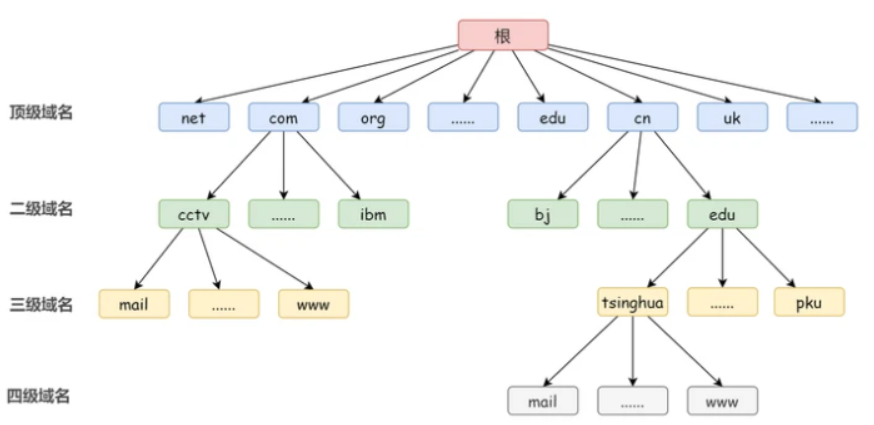 根
顶级域名 net com org ...... edu cn uk ......
二级域名 cctv ...... ibm bj ...... edu
三级域名 mail ...... www tsinghua ...... pku
四级域名 mail ...... www